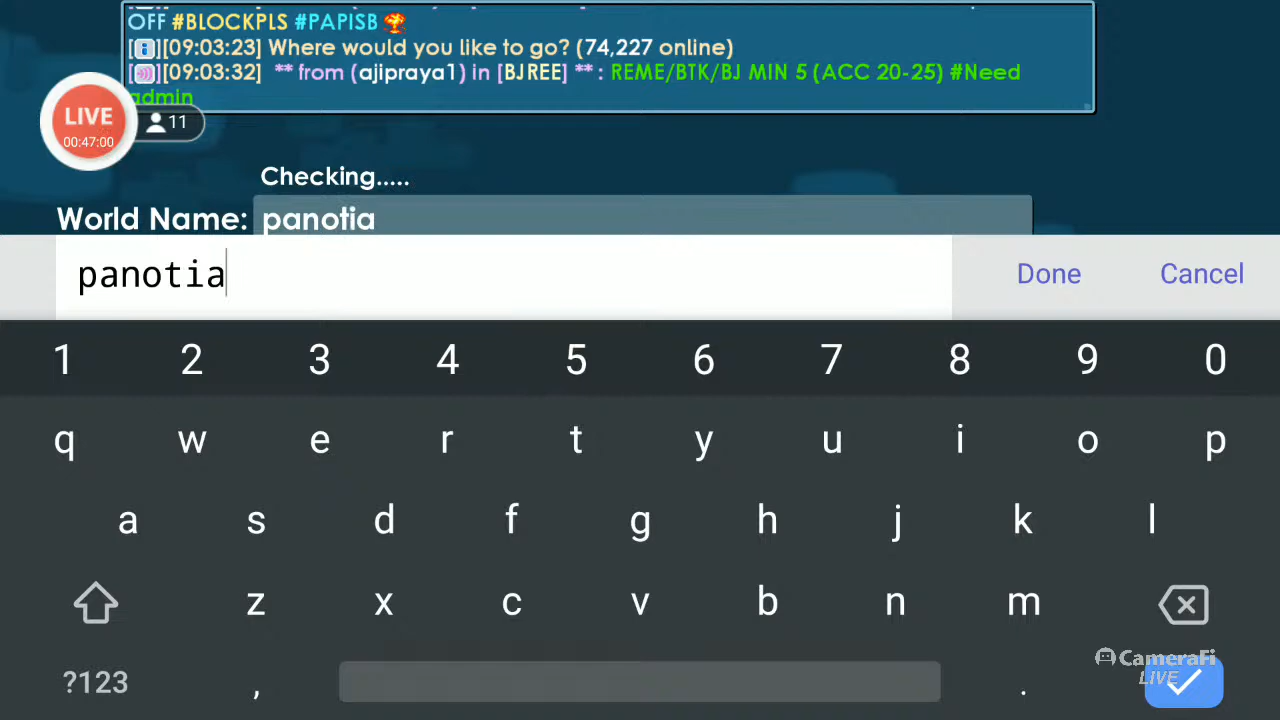 OFF #BLOCKPLS #PAPISB
[09:03:23] Where would you like to go? (74,227 online)
[09:03:32] ** from (ajipraya1) in [BJREE] ** : REME/BTK/BJ MIN 5 (ACC 20-25) #Need
admin
LIVE
00:47:00
11
Checking.....
World Name: panotia
panotia
Done Cancel
1 2 3 4 5 6 7 8 9 0
q w e r t y u i o p
a s d f g h j k l
z x c v b n m
?123 , .
CameraFi
LIVE